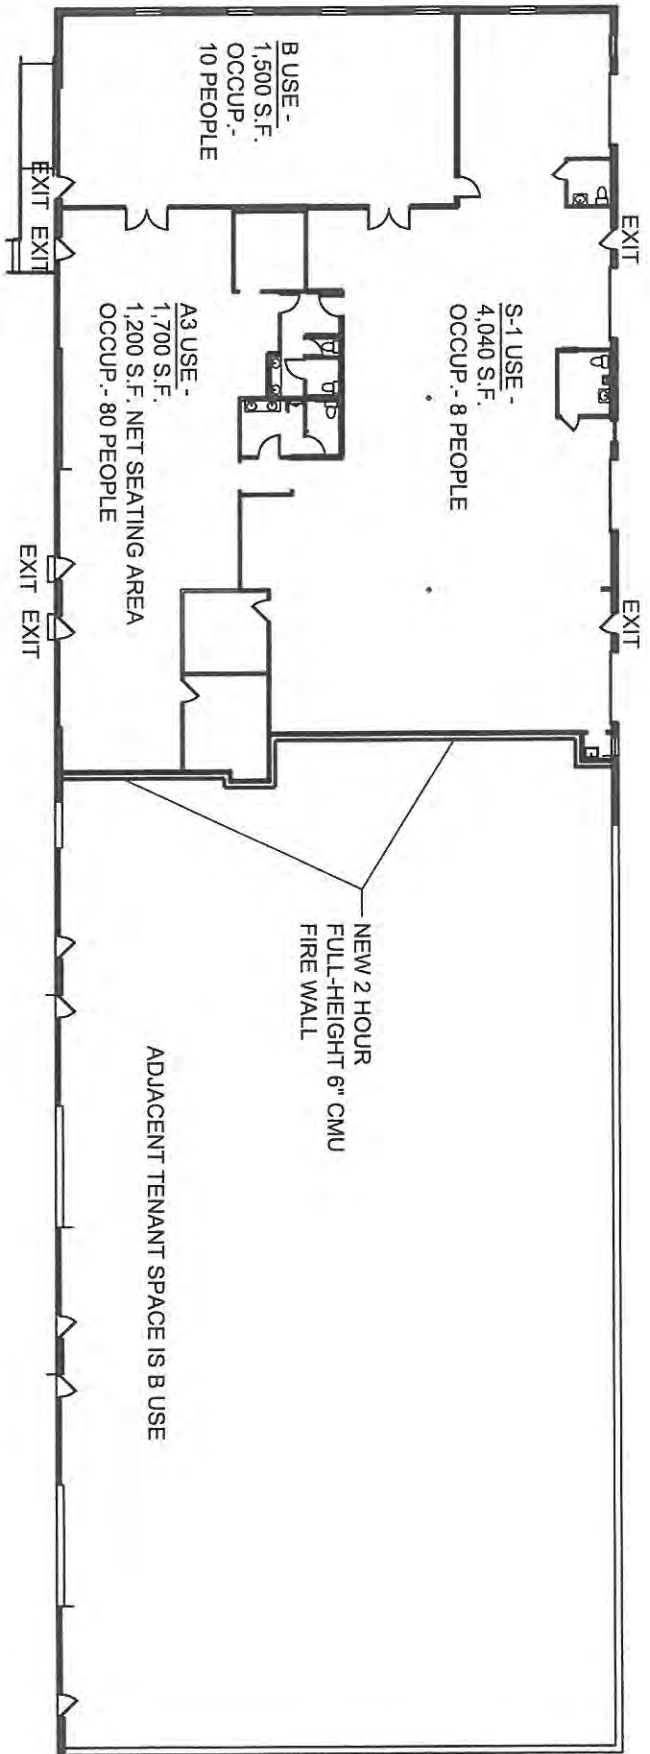 B USE -
1,500 S.F.
OCCUP.-
10 PEOPLE
S-1 USE -
4,040 S.F.
OCCUP.- 8 PEOPLE
A3 USE -
1,700 S.F.
1,200 S.F. NET SEATING AREA
OCCUP.- 80 PEOPLE
EXIT
EXIT
EXIT
EXIT
EXIT
EXIT
NEW 2 HOUR
FULL-HEIGHT 6" CMU
FIRE WALL
ADJACENT TENANT SPACE IS B USE